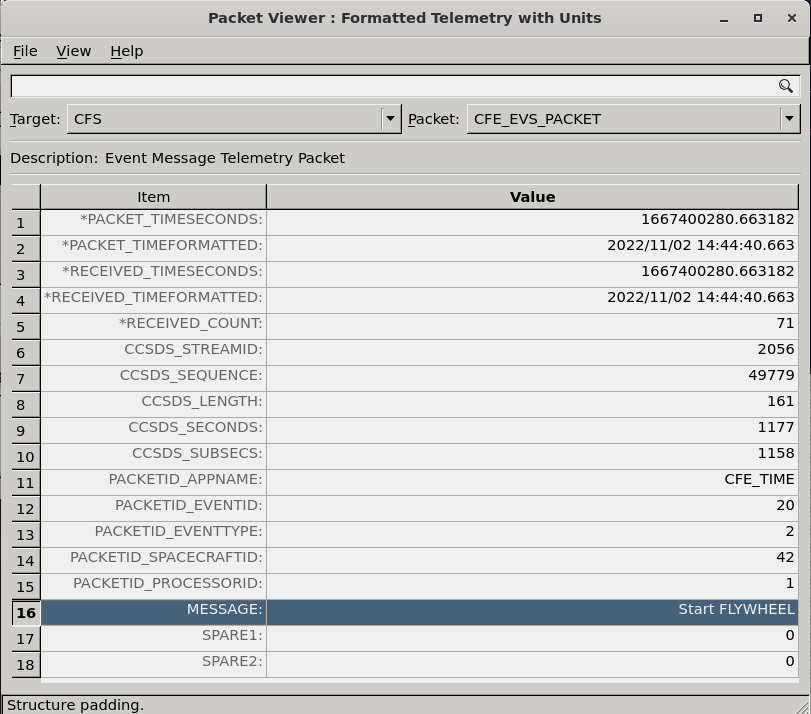 Packet Viewer : Formatted Telemetry with Units
File View Help
Target: CFS Packet: CFE_EVS_PACKET
Description: Event Message Telemetry Packet
Item Value
1 *PACKET_TIMESECONDS: 1667400280.663182
2 *PACKET_TIMEFORMATTED: 2022/11/02 14:44:40.663
3 *RECEIVED_TIMESECONDS: 1667400280.663182
4 *RECEIVED_TIMEFORMATTED: 2022/11/02 14:44:40.663
5 *RECEIVED_COUNT: 71
6 CCSDS_STREAMID: 2056
7 CCSDS_SEQUENCE: 49779
8 CCSDS_LENGTH: 161
9 CCSDS_SECONDS: 1177
10 CCSDS_SUBSECS: 1158
11 PACKETID_APPNAME: CFE_TIME
12 PACKETID_EVENTID: 20
13 PACKETID_EVENTTYPE: 2
14 PACKETID_SPACECRAFTID: 42
15 PACKETID_PROCESSORID: 1
16 MESSAGE: Start FLYWHEEL
17 SPARE1: 0
18 SPARE2: 0
Structure padding.